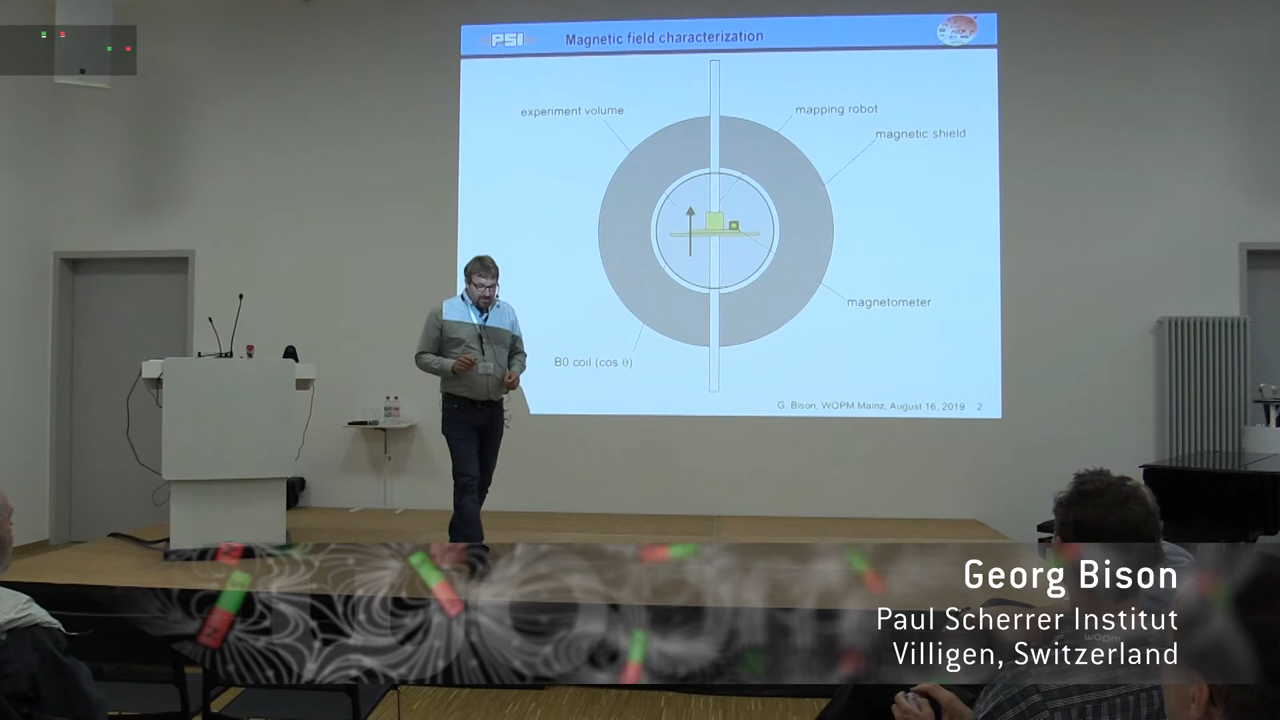 PSI
Magnetic field characterization
experiment volume
mapping robot
magnetic shield
magnetometer
B0 coil (cos θ)
G. Bison, WOPM Mainz, August 16, 2019 2
Georg Bison
Paul Scherrer Institut
Villigen, Switzerland
wopm